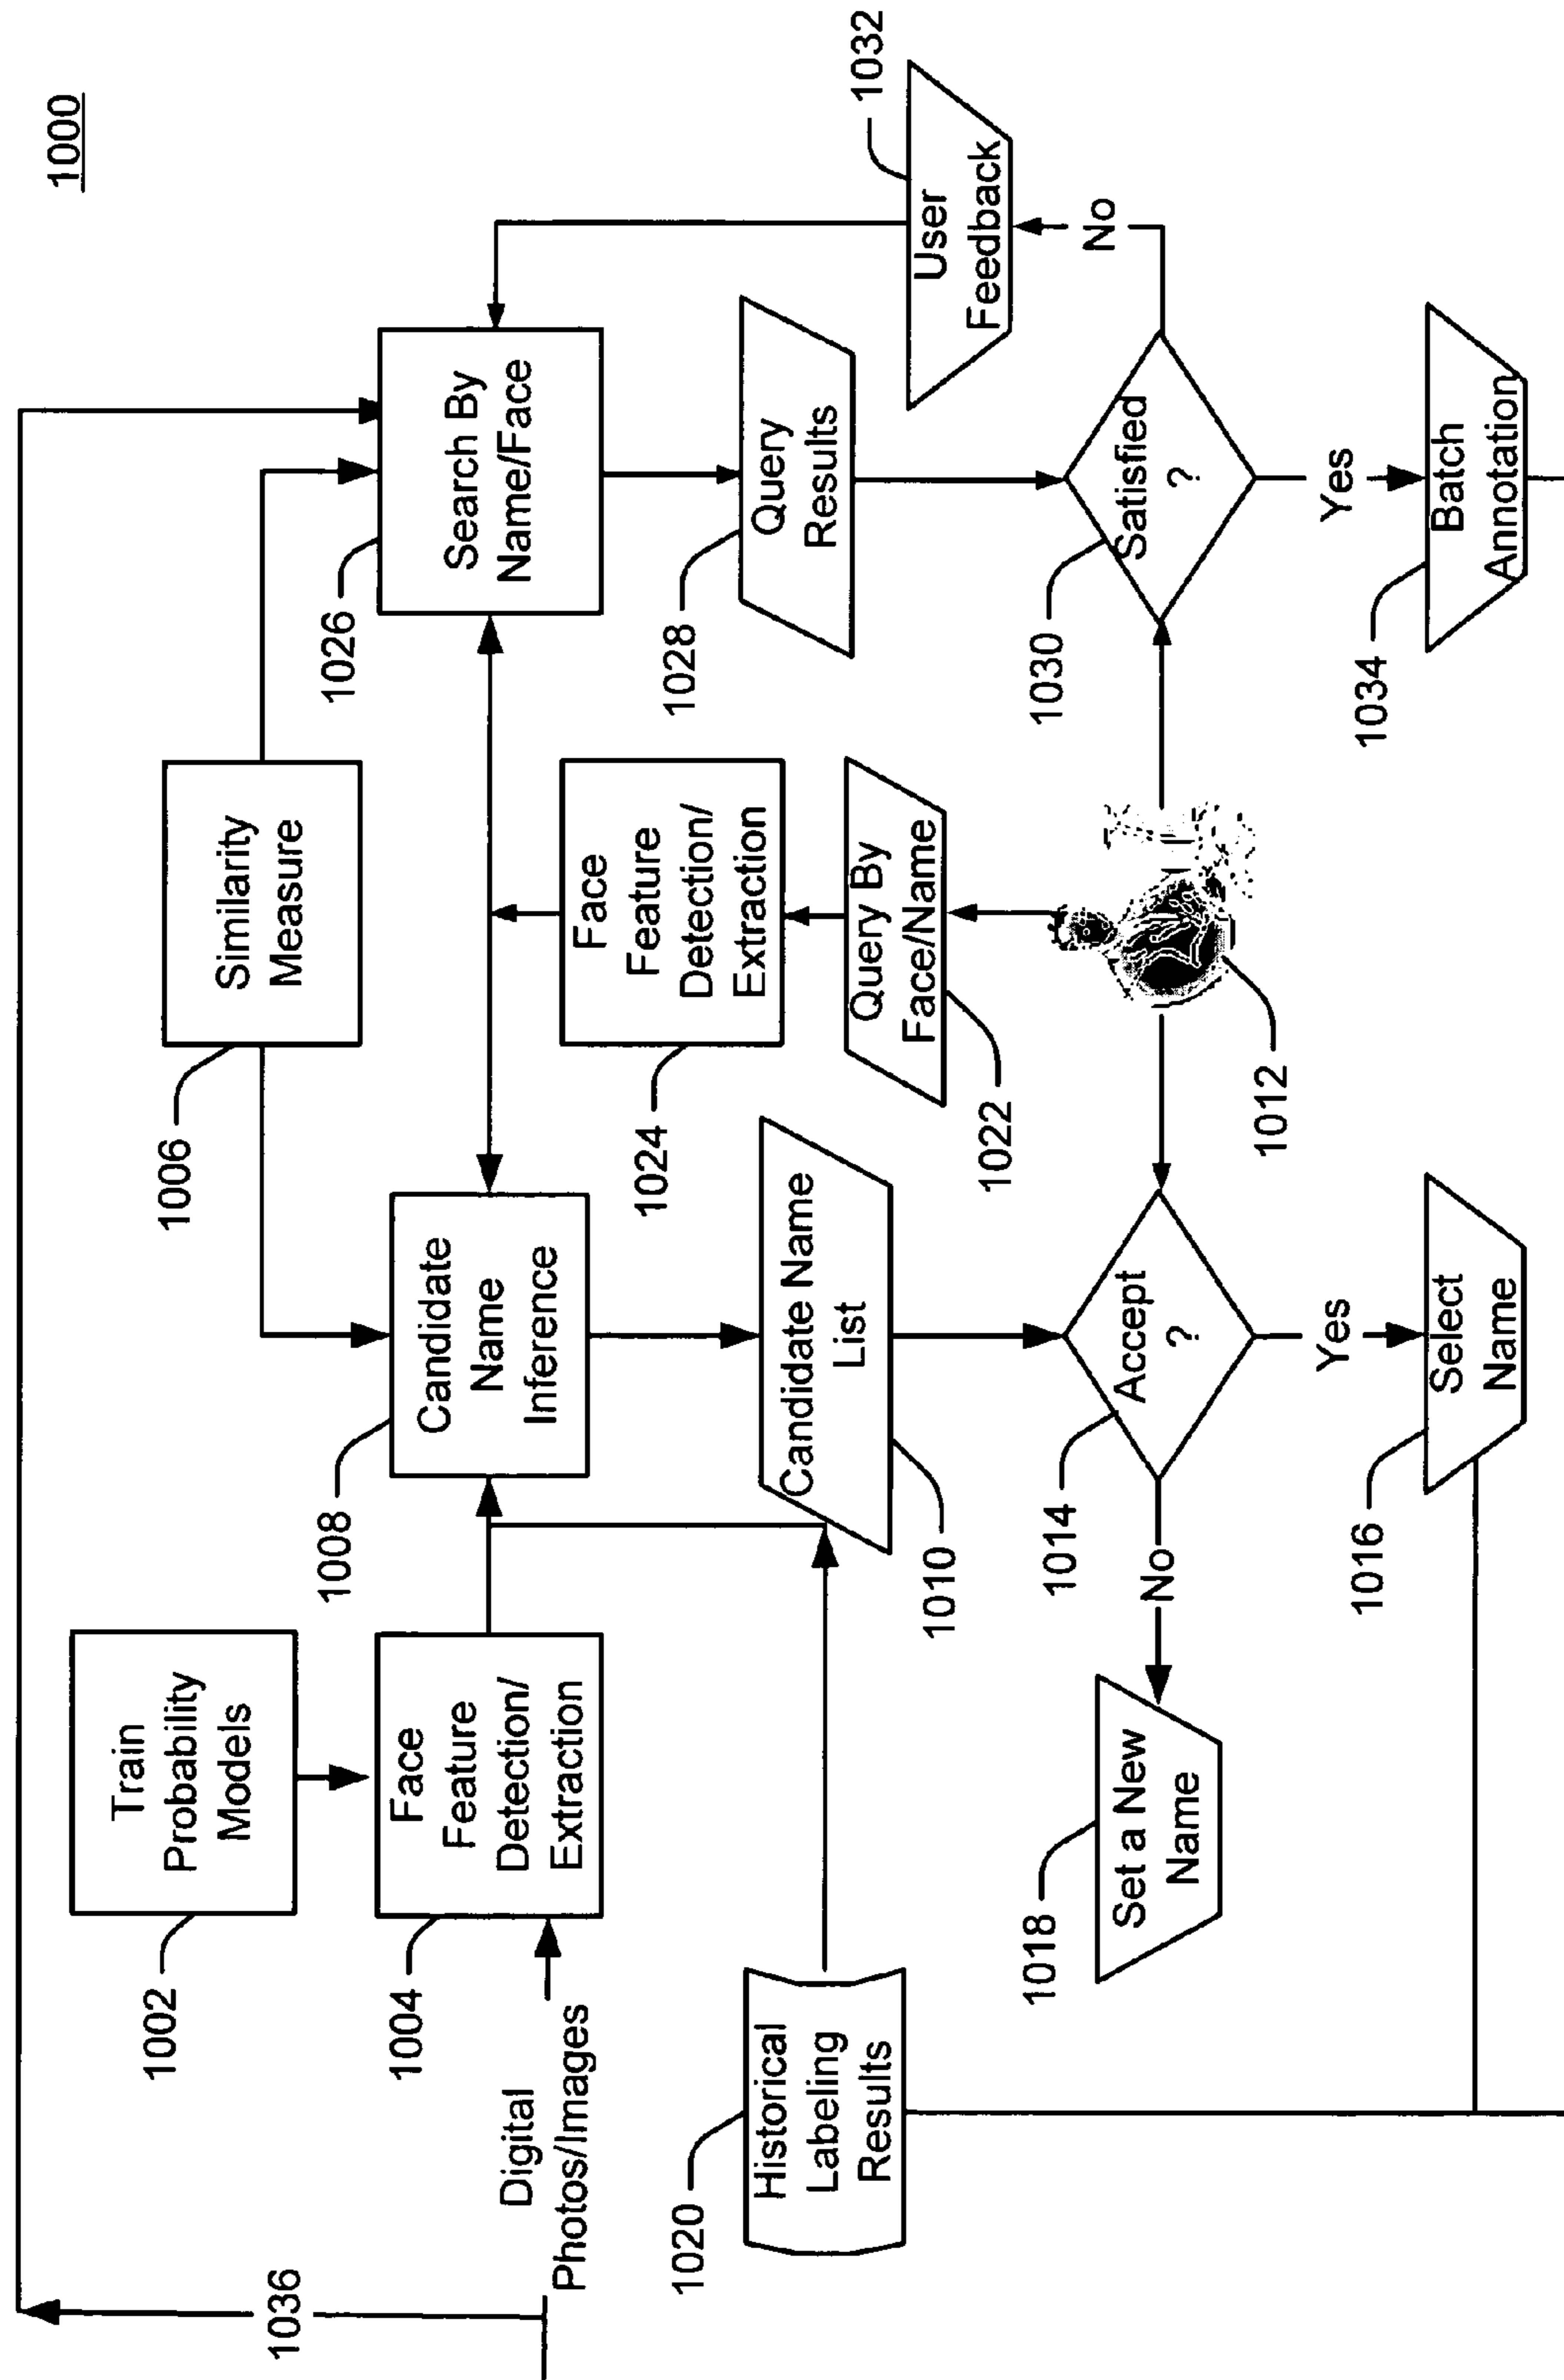 1000
Train
Probability
Models
1002
Similarity
Measure
1006
Face
Feature
Detection/
Extraction
1004
Digital
Photos/Images
1036
Candidate
Name
Inference
1008
Face
Feature
Detection/
Extraction
1024
Search By
Name/Face
1026
Historical
Labeling
Results
1020
Candidate Name
List
1010
Query By
Face/Name
1022
Query
Results
1028
User
Feedback
1032
Set a New
Name
1018
No
Accept
?
1014
1012
Satisfied
?
1030
No
Yes
Yes
Select
Name
1016
Batch
Annotation
1034